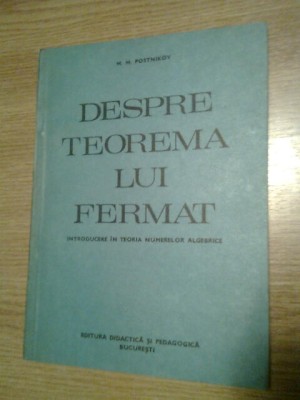 M. M. POSTNIKOV
DESPRE
TEOREMA
LUI
FERMAT
INTRODUCERE ÎN TEORIA NUMERELOR ALGEBRICE
EDITURA DIDACTICĂ ȘI PEDAGOGICĂ
BUCUREȘTI